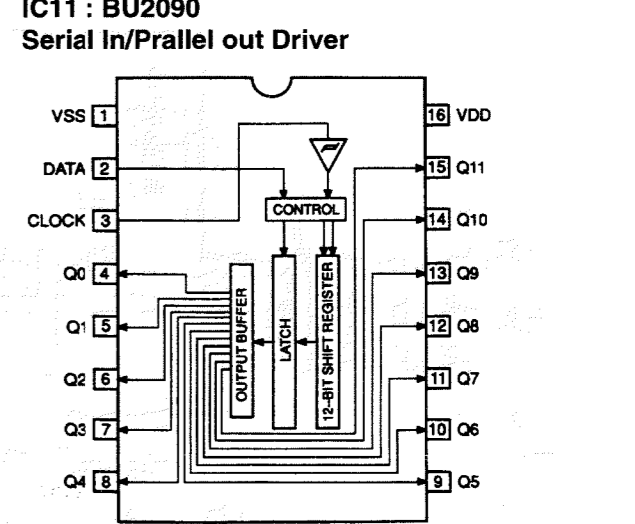 IC11 : BU2090
Serial In/Prallel out Driver
VSS 1
16 VDD
DATA 2
15 Q11
CLOCK 3
14 Q10
CONTROL
Q0 4
13 Q9
Q1 5
12 Q8
Q2 6
11 Q7
Q3 7
10 Q6
Q4 8
9 Q5
OUTPUT BUFFER
LATCH
12-BIT SHIFT REGISTER